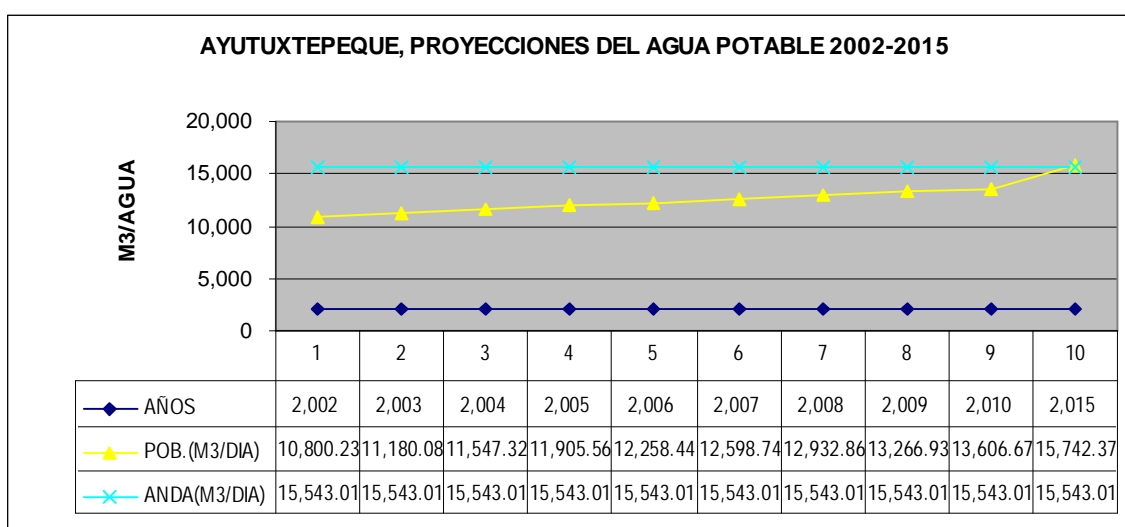 AYUTUXTEPEQUE, PROYECCIONES DEL AGUA POTABLE 2002-2015
M3/AGUA
20,000
15,000
10,000
5,000
0
1 2 3 4 5 6 7 8 9 10
AÑOS 2,002 2,003 2,004 2,005 2,006 2,007 2,008 2,009 2,010 2,015
POB.(M3/DIA) 10,800.23 11,180.08 11,547.32 11,905.56 12,258.44 12,598.74 12,932.86 13,266.93 13,606.67 15,742.37
ANDA(M3/DIA) 15,543.01 15,543.01 15,543.01 15,543.01 15,543.01 15,543.01 15,543.01 15,543.01 15,543.01 15,543.01